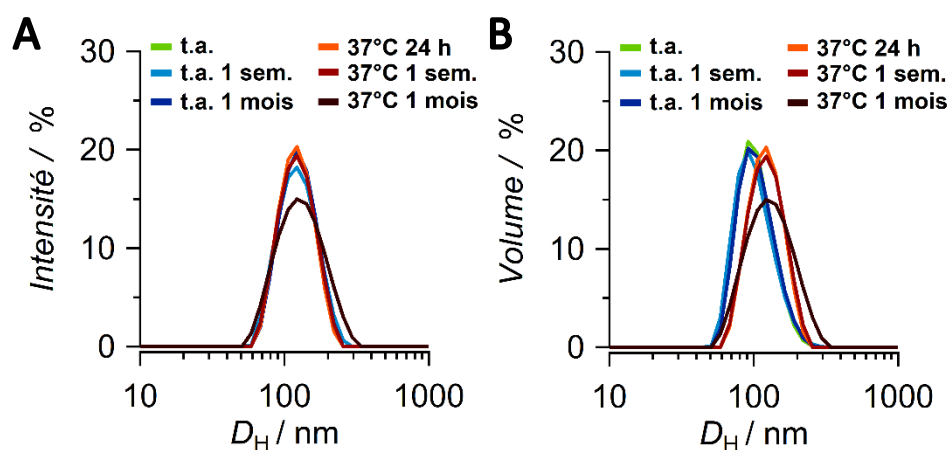 A
t.a.
t.a. 1 sem.
t.a. 1 mois
37°C 24 h
37°C 1 sem.
37°C 1 mois
Intensité / %
30
20
10
0
10
100
1000
D_H / nm
B
t.a.
t.a. 1 sem.
t.a. 1 mois
37°C 24 h
37°C 1 sem.
37°C 1 mois
Volume / %
30
20
10
0
10
100
1000
D_H / nm